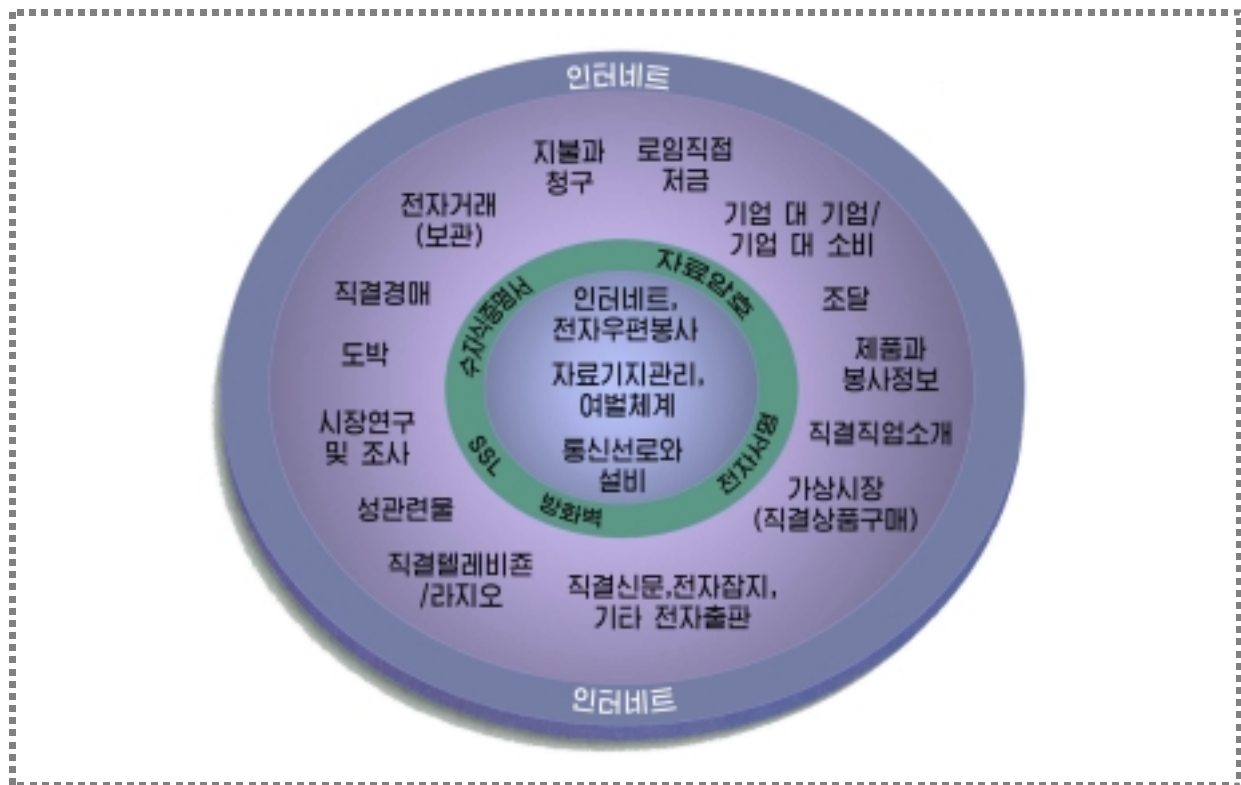 인터네트
지불과
청구
로임직접
저금
전자거래
(보관)
기업 대 기업/
기업 대 소비
직결경매
조달
도박
제품과
봉사정보
시장연구
및 조사
직결직업소개
성관련물
가상시장
(직결상품구매)
직결텔레비죤
/라지오
직결신문,전자잡지,
기타 전자출판
수자식증명서
자료암호
SSL
방화벽
전자서명
인터네트,
전자우편봉사
자료기지관리,
여벌체계
통신선로와
설비
인터네트